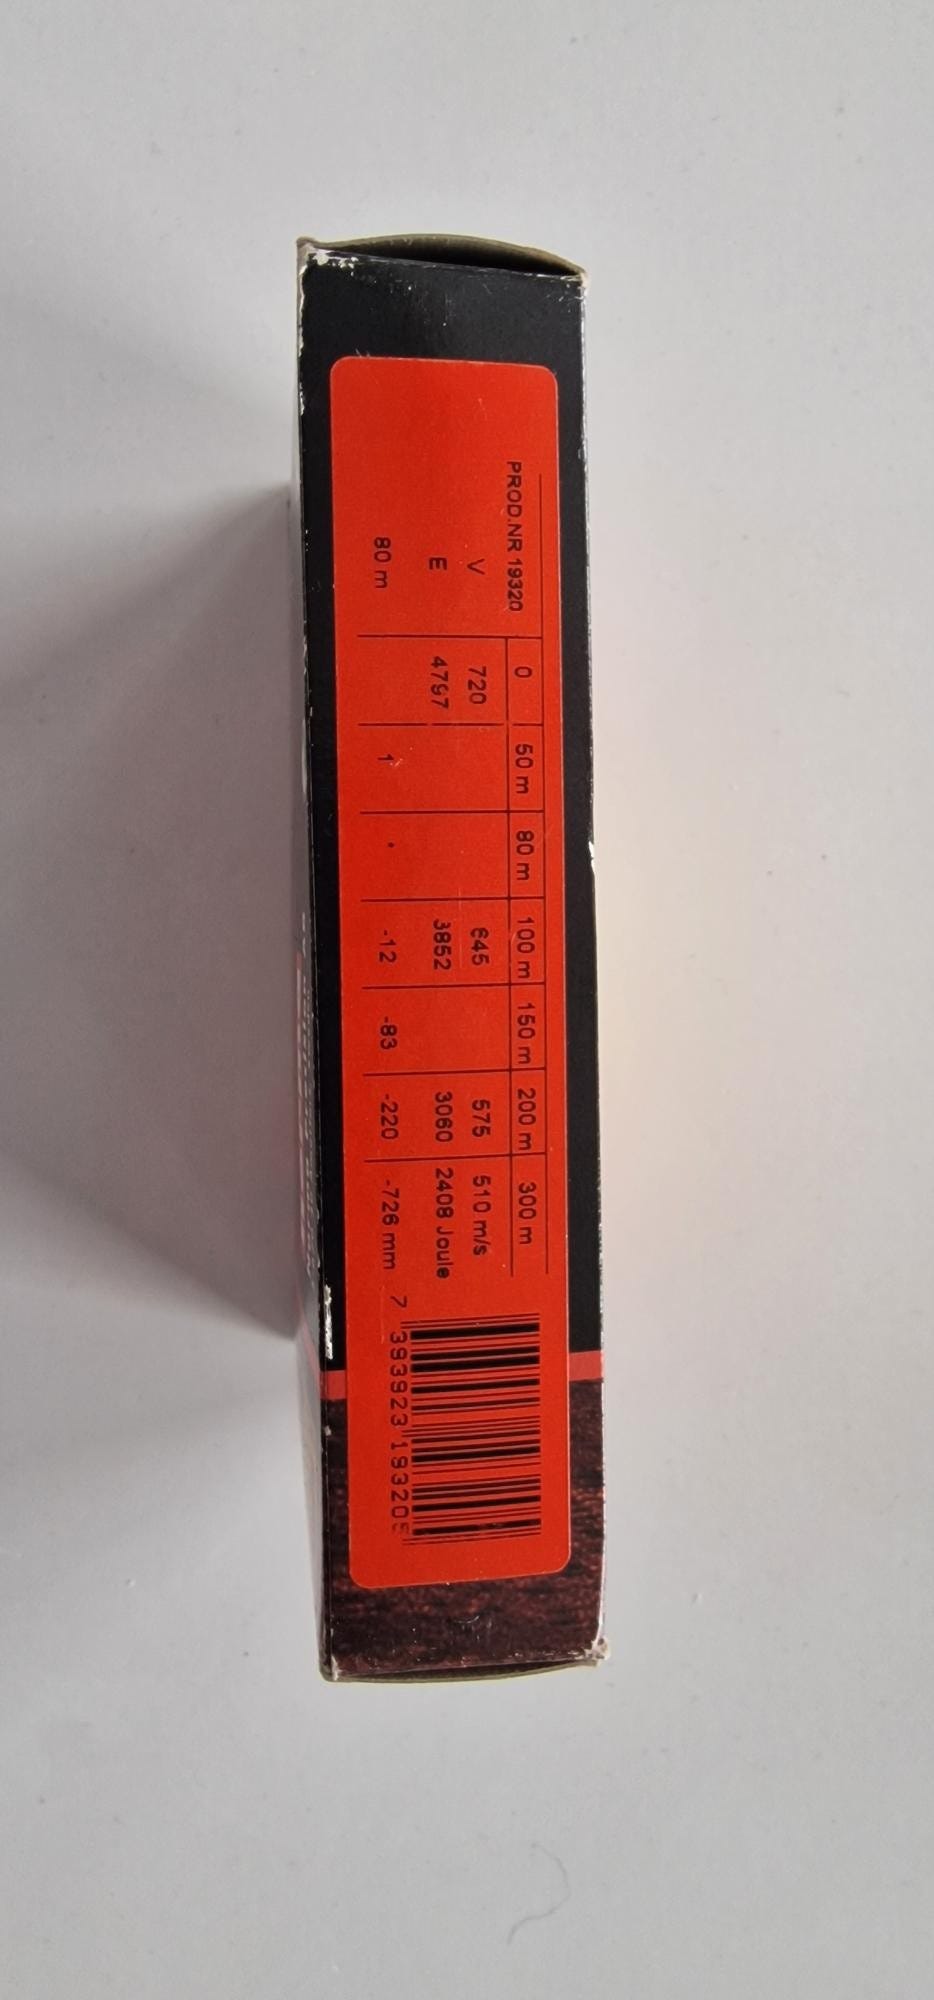 PROD.NR 19320
0 50 m 80 m 100 m 150 m 200 m 300 m
V 720 645 575 510 m/s
E 4797 3852 3060 2408 Joule
80 m 1 • -12 -83 -220 -726 mm
7 393923 193205